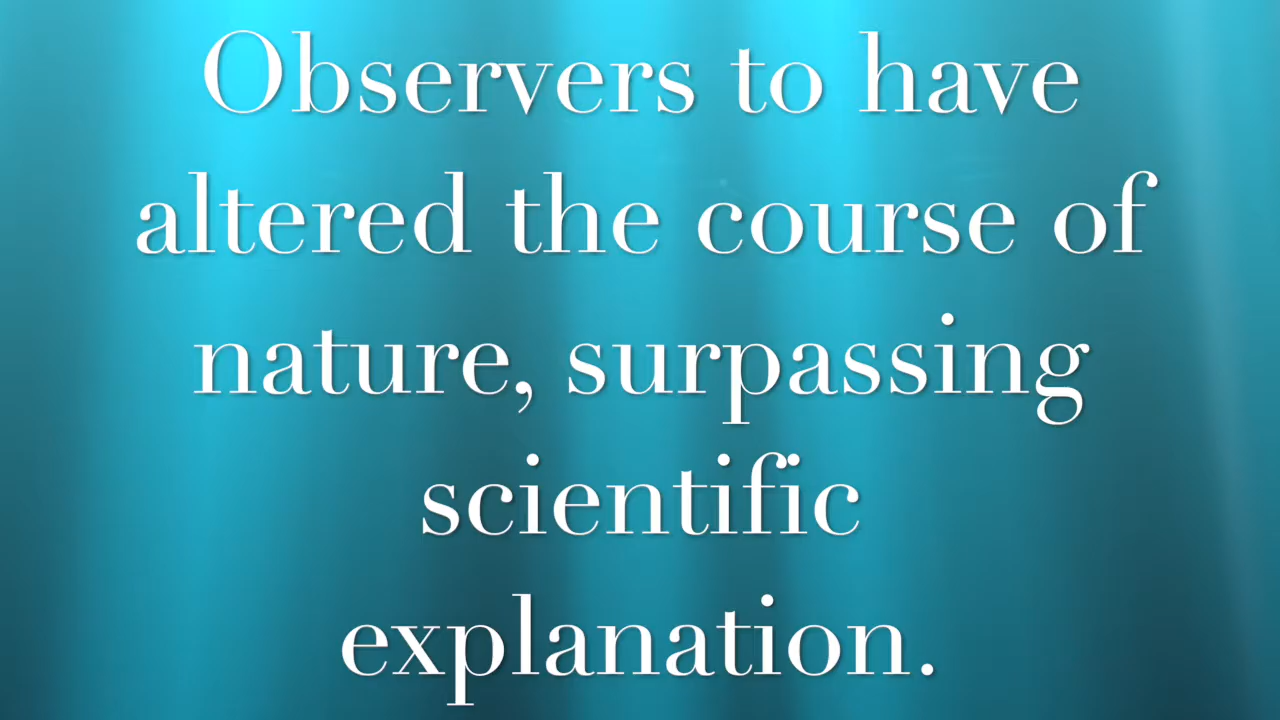 Observers to have
altered the course of
nature, surpassing
scientific
explanation.